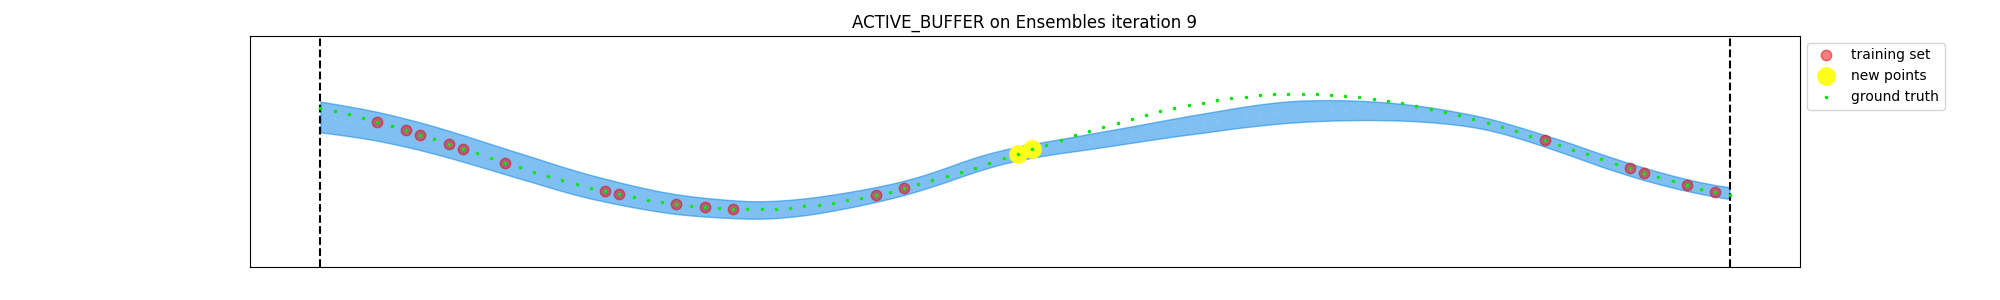 ACTIVE_BUFFER on Ensembles iteration 9
training set
new points
ground truth